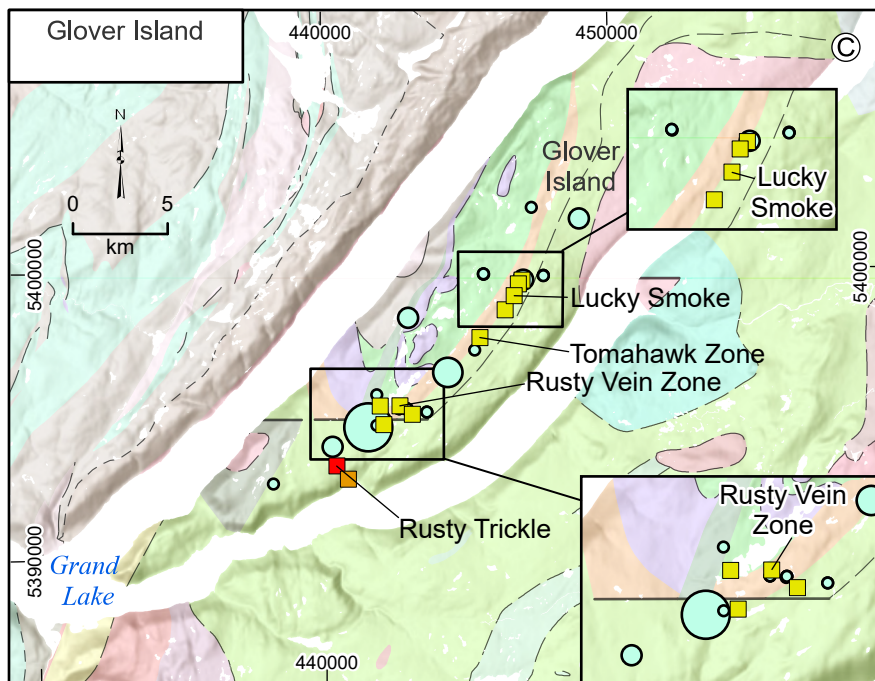 Glover Island
440000
450000
C
N
0 5
km
Glover
Island
Lucky
Smoke
5400000
5400000
Lucky Smoke
Tomahawk Zone
Rusty Vein Zone
Rusty Vein
Zone
Rusty Trickle
5390000
Grand
Lake
440000